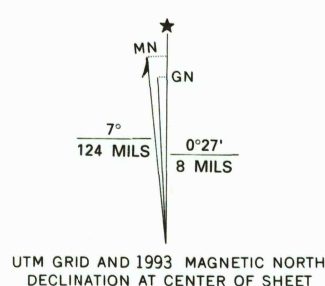 MN
GN
7°
124 MILS
0°27'
8 MILS
UTM GRID AND 1993 MAGNETIC NORTH
DECLINATION AT CENTER OF SHEET